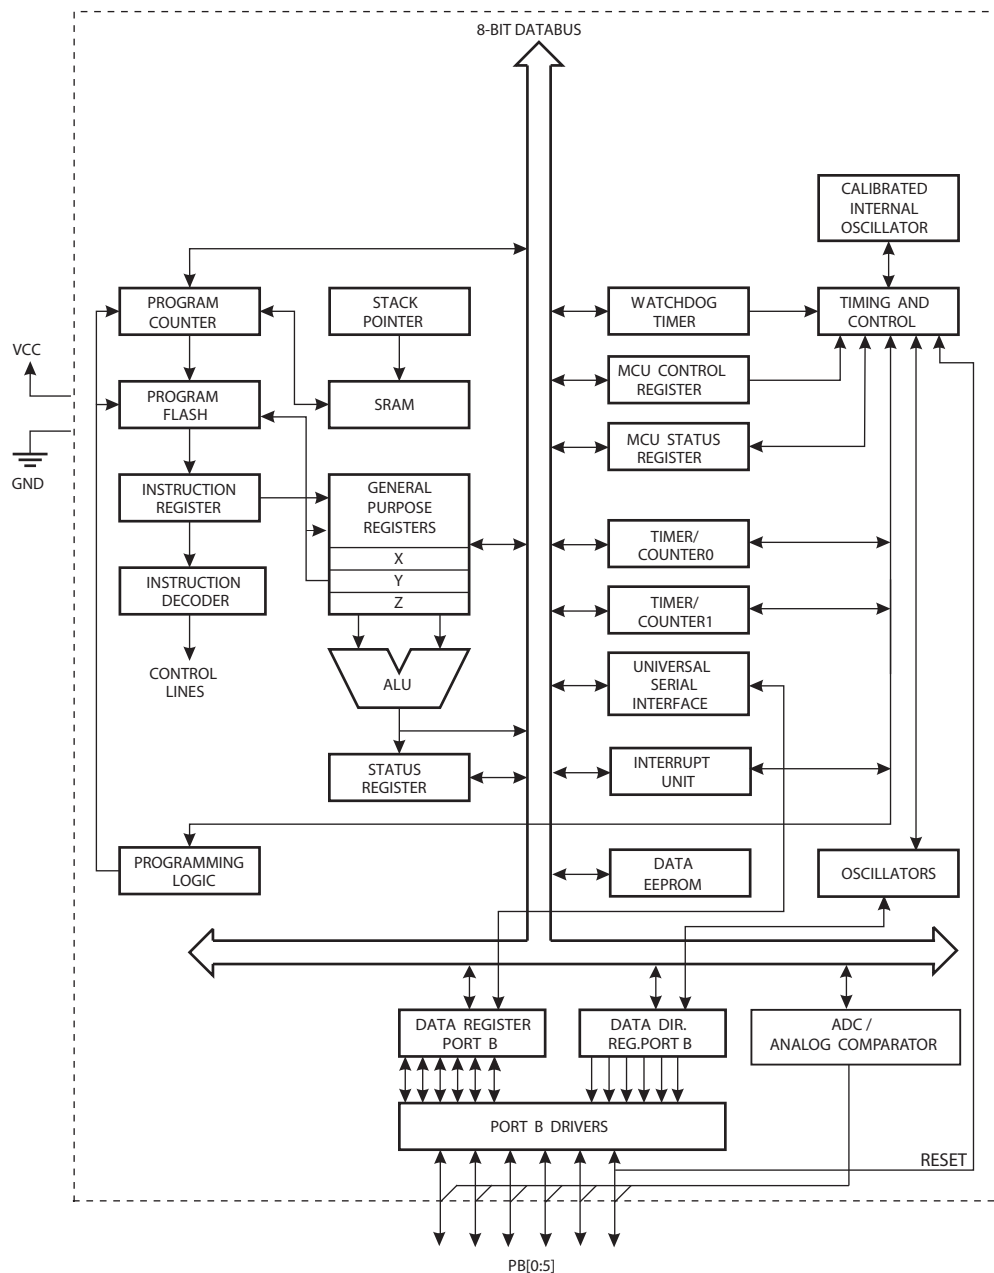 8-BIT DATABUS
CALIBRATED
INTERNAL
OSCILLATOR
PROGRAM
COUNTER
STACK
POINTER
WATCHDOG
TIMER
TIMING AND
CONTROL
VCC
MCU CONTROL
REGISTER
PROGRAM
FLASH
SRAM
MCU STATUS
REGISTER
GND
INSTRUCTION
REGISTER
GENERAL
PURPOSE
REGISTERS
X
Y
Z
TIMER/
COUNTER0
INSTRUCTION
DECODER
TIMER/
COUNTER1
CONTROL
LINES
ALU
UNIVERSAL
SERIAL
INTERFACE
STATUS
REGISTER
INTERRUPT
UNIT
PROGRAMMING
LOGIC
DATA
EEPROM
OSCILLATORS
DATA REGISTER
PORT B
DATA DIR.
REG.PORT B
ADC /
ANALOG COMPARATOR
PORT B DRIVERS
RESET
PB[0:5]